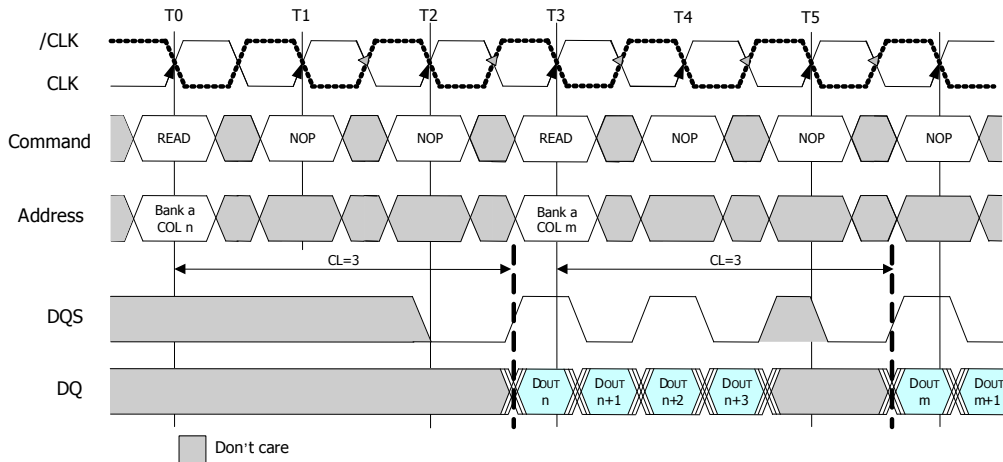 T0 T1 T2 T3 T4 T5
/CLK
CLK
Command READ NOP NOP READ NOP NOP NOP
Address Bank a COL n Bank a COL m
CL=3 CL=3
DQS
DQ DOUT n DOUT n+1 DOUT n+2 DOUT n+3 DOUT m DOUT m+1
Don't care